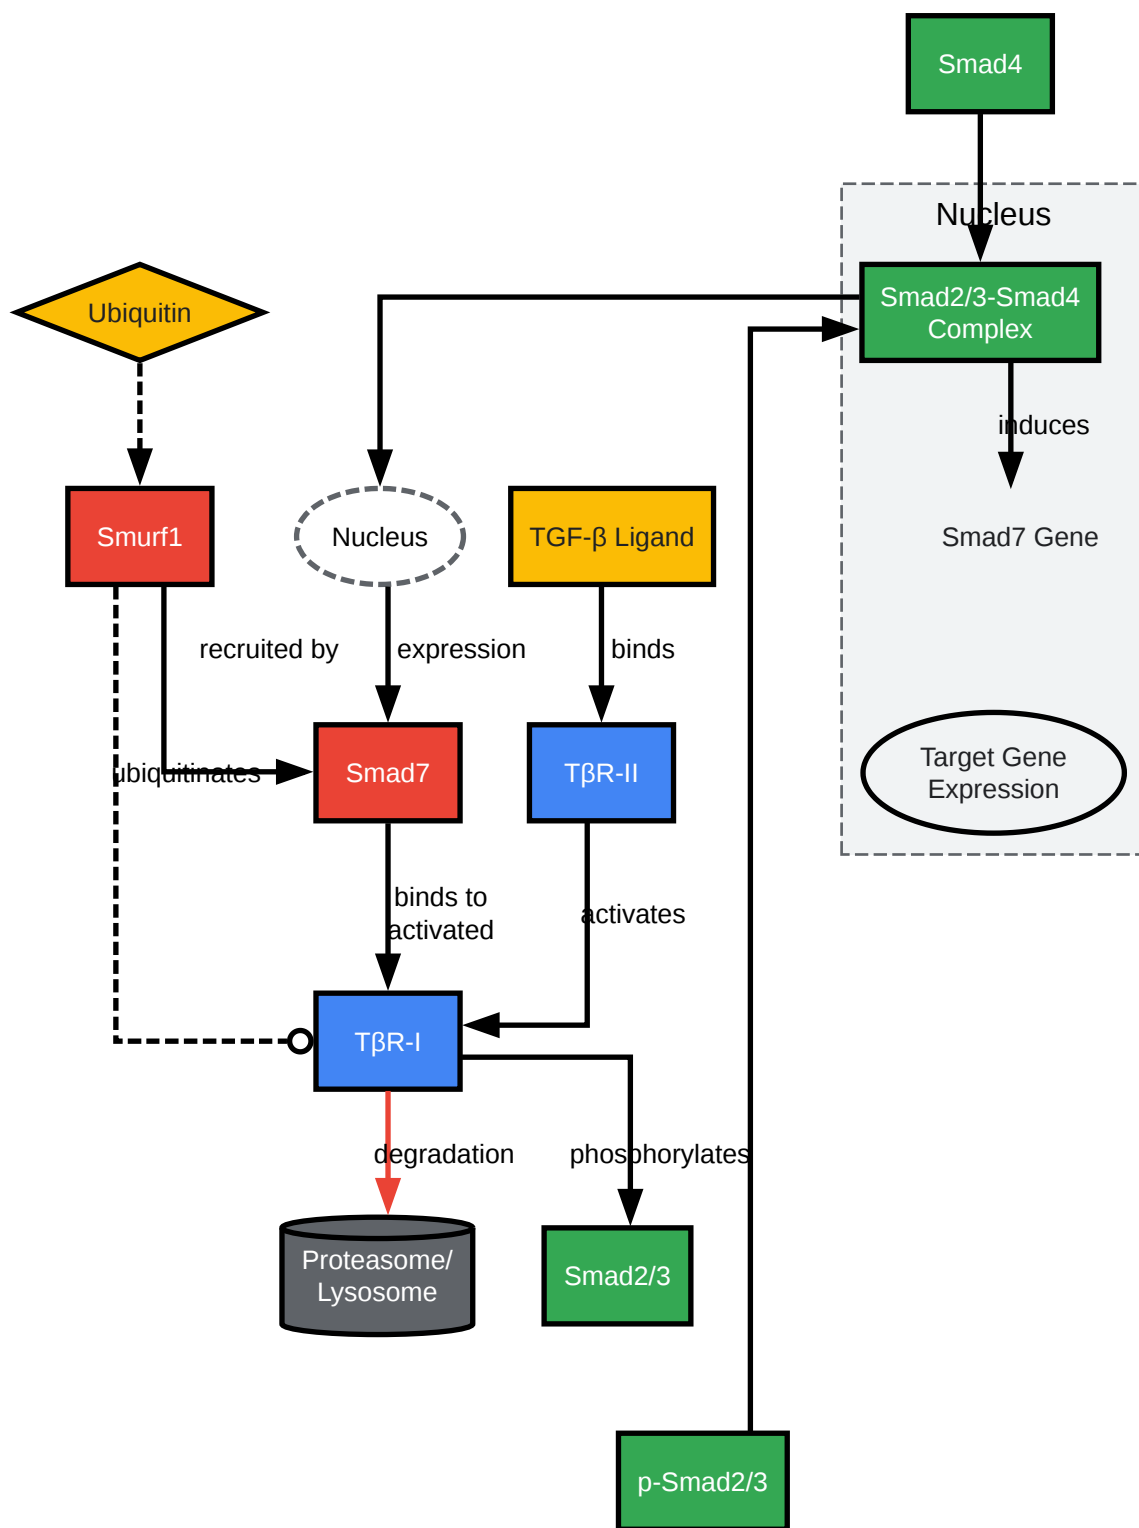 Smad4
Nucleus
Smad2/3-Smad4
Complex
Ubiquitin
induces
Smurf1
Nucleus
TGF-β Ligand
Smad7 Gene
recruited by
expression
binds
ubiquitinates
Smad7
TβR-II
Target Gene
Expression
binds to
activated
activates
TβR-I
degradation
phosphorylates
Proteasome/
Lysosome
Smad2/3
p-Smad2/3